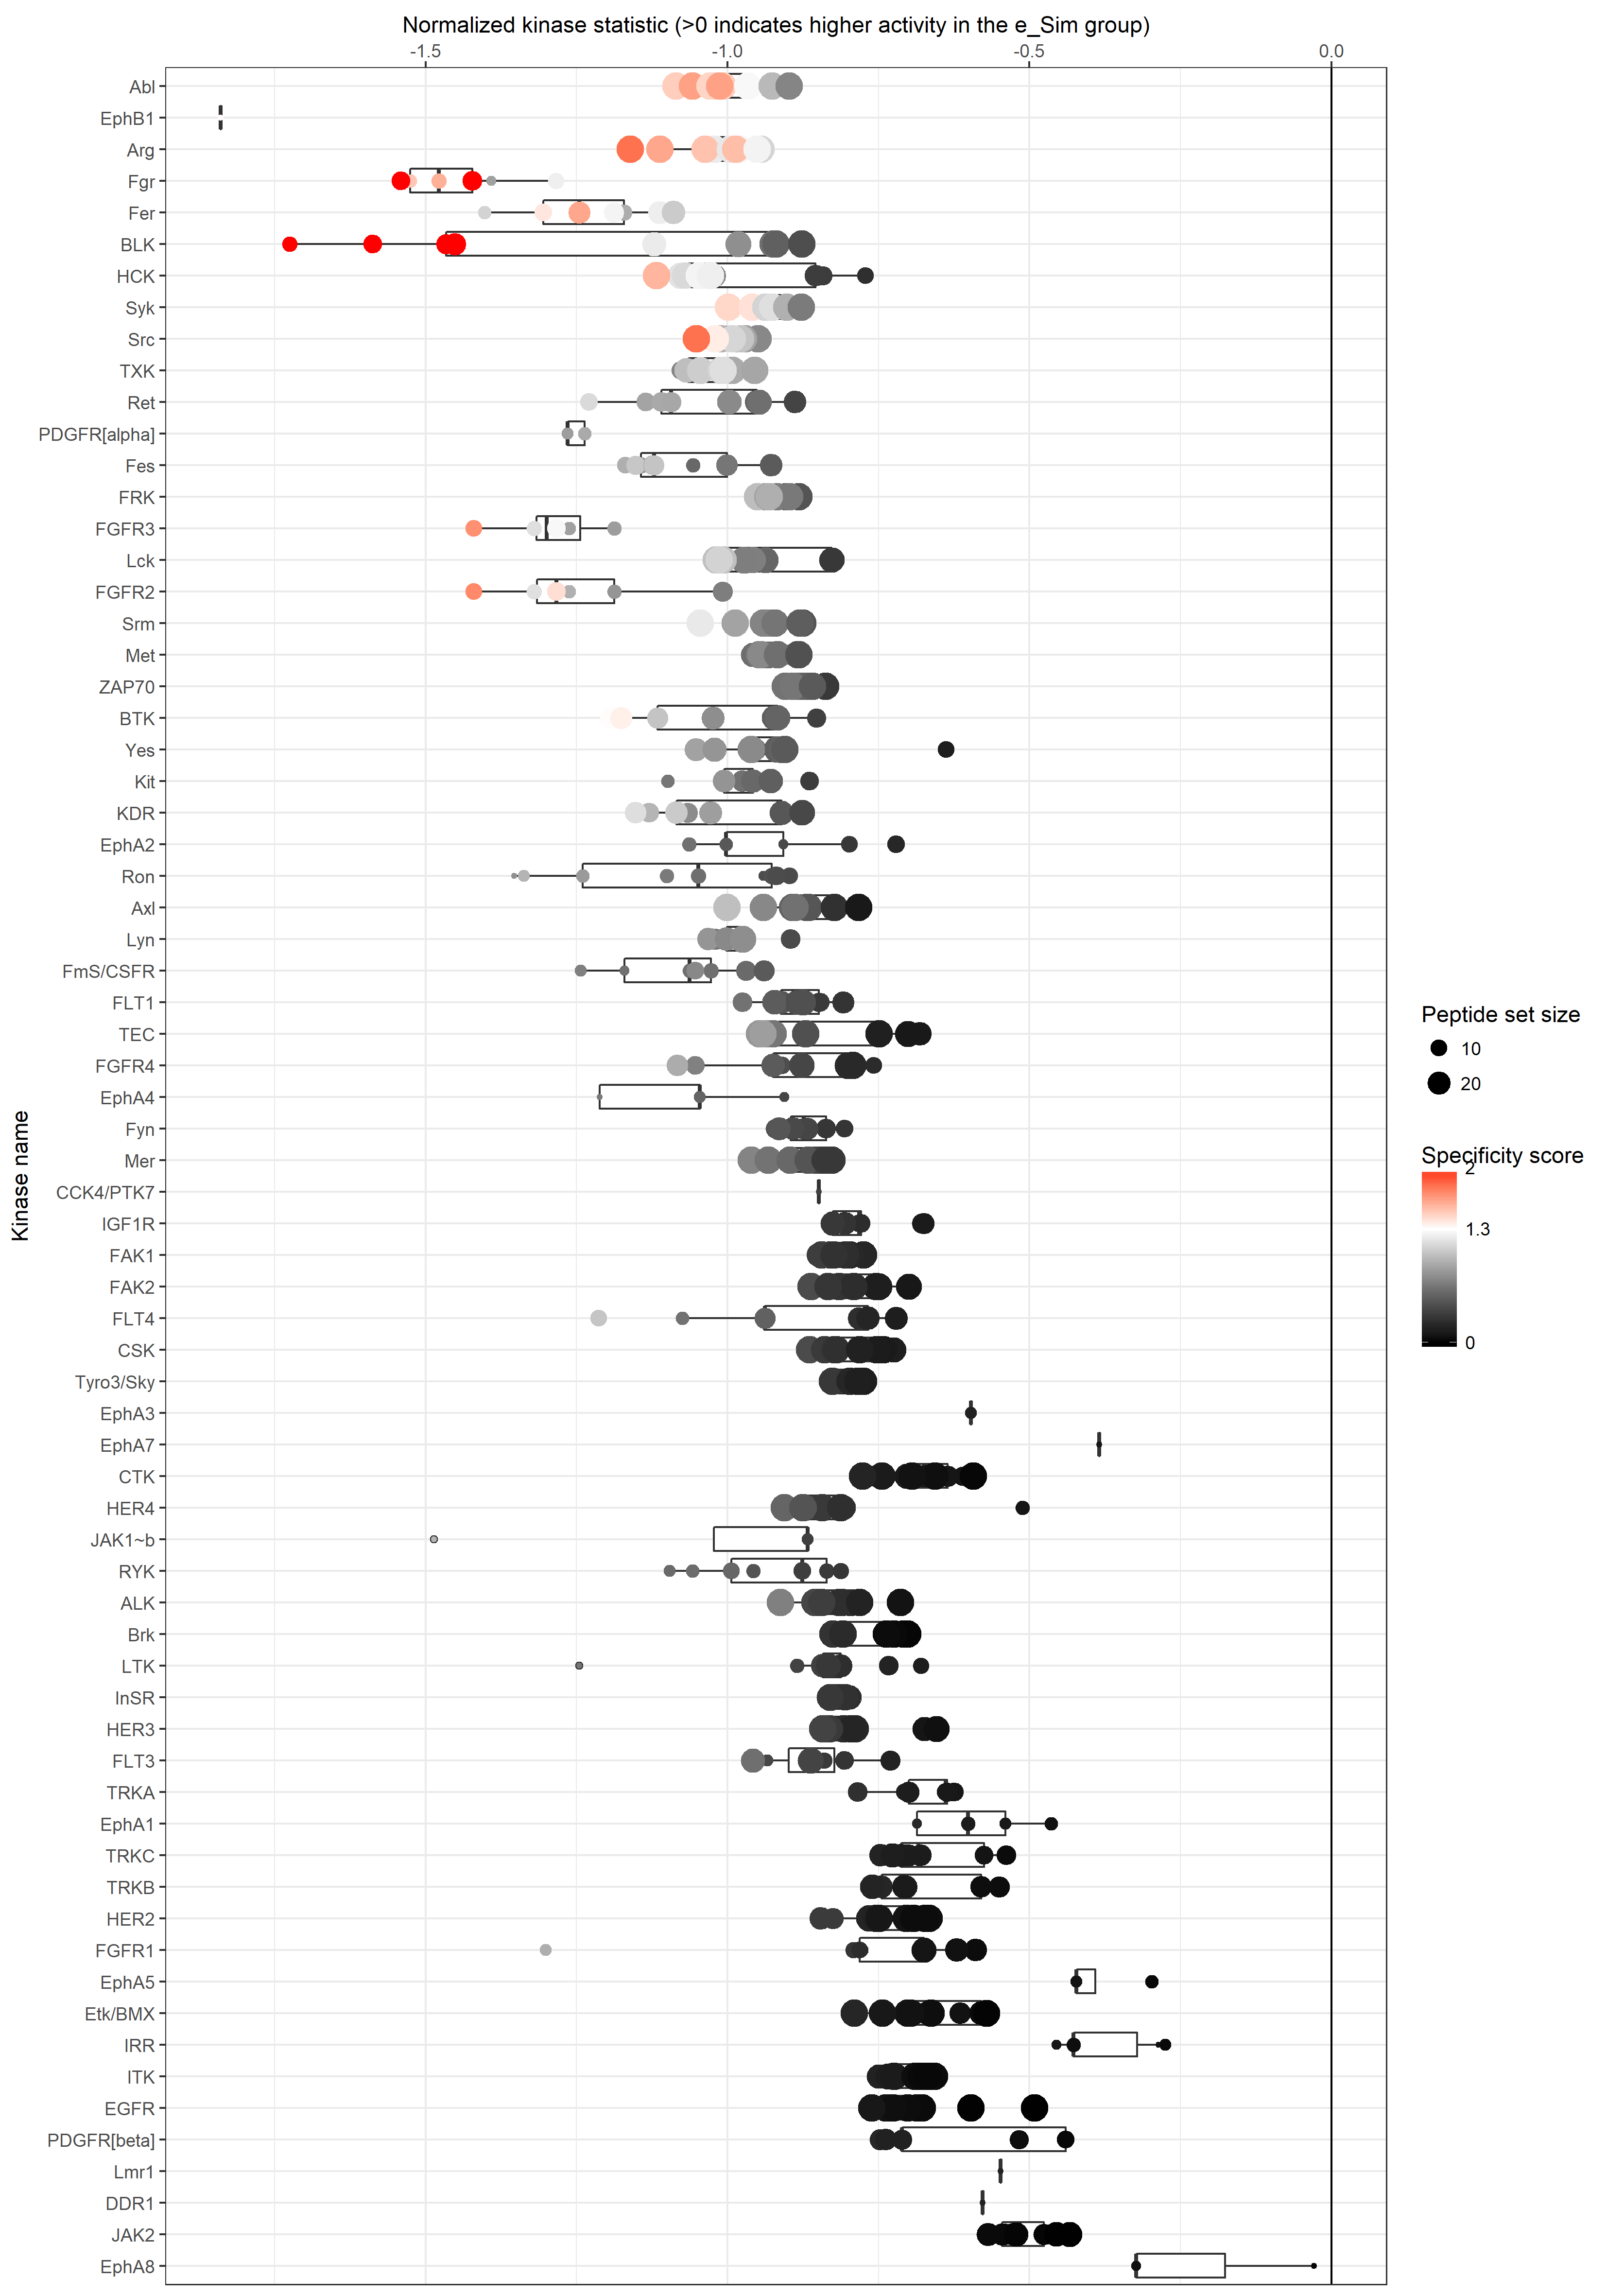 Normalized kinase statistic (>0 indicates higher activity in the e_Sim group)
-1.5 -1.0 -0.5 0.0
Abl
EphB1
Arg
Fgr
Fer
BLK
HCK
Syk
Src
TXK
Ret
PDGFR[alpha]
Fes
FRK
FGFR3
Lck
FGFR2
Srm
Met
ZAP70
BTK
Yes
Kit
KDR
EphA2
Ron
Axl
Lyn
FmS/CSFR
FLT1
TEC
FGFR4
EphA4
Fyn
Mer
CCK4/PTK7
IGF1R
FAK1
FAK2
FLT4
CSK
Tyro3/Sky
EphA3
EphA7
CTK
HER4
JAK1~b
RYK
ALK
Brk
LTK
InSR
HER3
FLT3
TRKA
EphA1
TRKC
TRKB
HER2
FGFR1
EphA5
Etk/BMX
IRR
ITK
EGFR
PDGFR[beta]
Lmr1
DDR1
JAK2
EphA8
Kinase name
Peptide set size
10
20
Specificity score
2
1.3
0